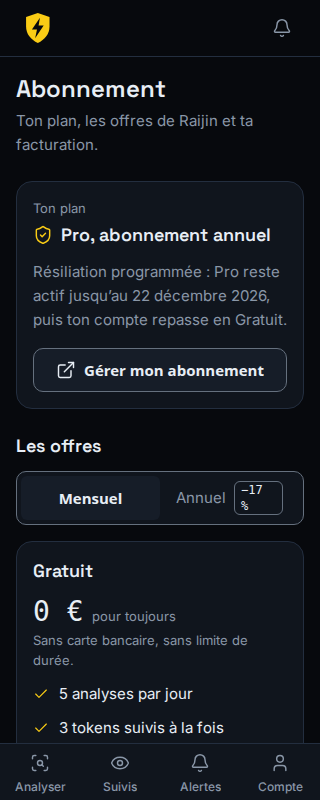 Abonnement
Ton plan, les offres de Raijin et ta
facturation.
Ton plan
Pro, abonnement annuel
Résiliation programmée : Pro reste
actif jusqu’au 22 décembre 2026,
puis ton compte repasse en Gratuit.
Gérer mon abonnement
Les offres
Mensuel
Annuel
−17
%
Gratuit
0 € pour toujours
Sans carte bancaire, sans limite de
durée.
5 analyses par jour
3 tokens suivis à la fois
Analyser
Suivis
Alertes
Compte